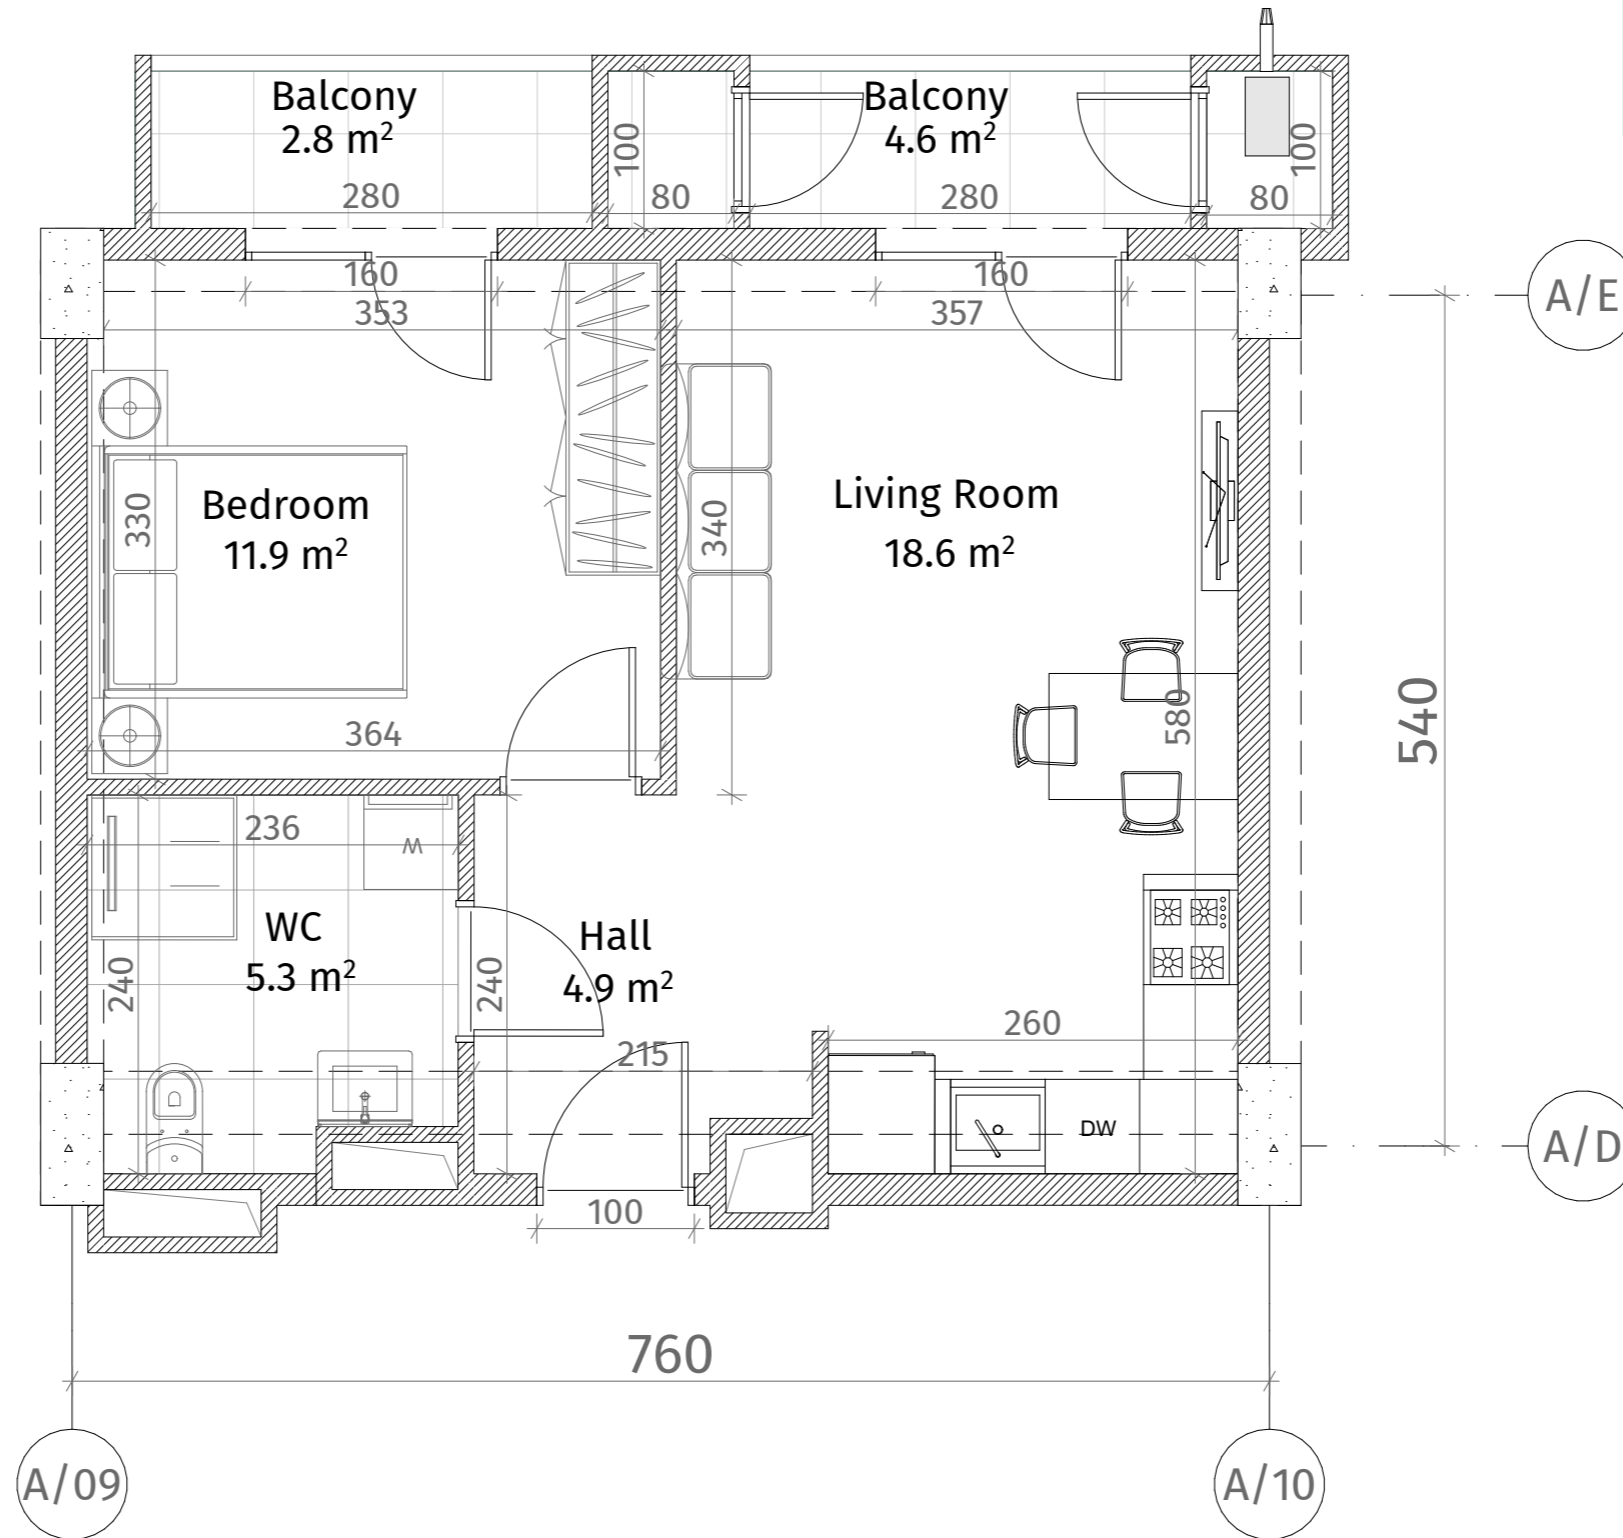 Balcony
2.8 m²
Balcony
4.6 m²
100
100
280
80
280
80
160
160
353
357
A/E
Bedroom
11.9 m²
330
Living Room
18.6 m²
340
364
580
540
236
W
WC
5.3 m²
240
Hall
4.9 m²
240
260
215
DW
A/D
100
760
A/09
A/10